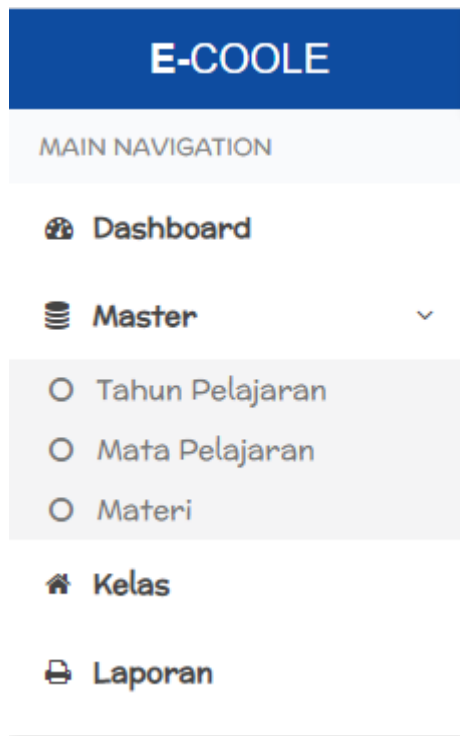 E-COOLE
MAIN NAVIGATION
Dashboard
Master
Tahun Pelajaran
Mata Pelajaran
Materi
Kelas
Laporan